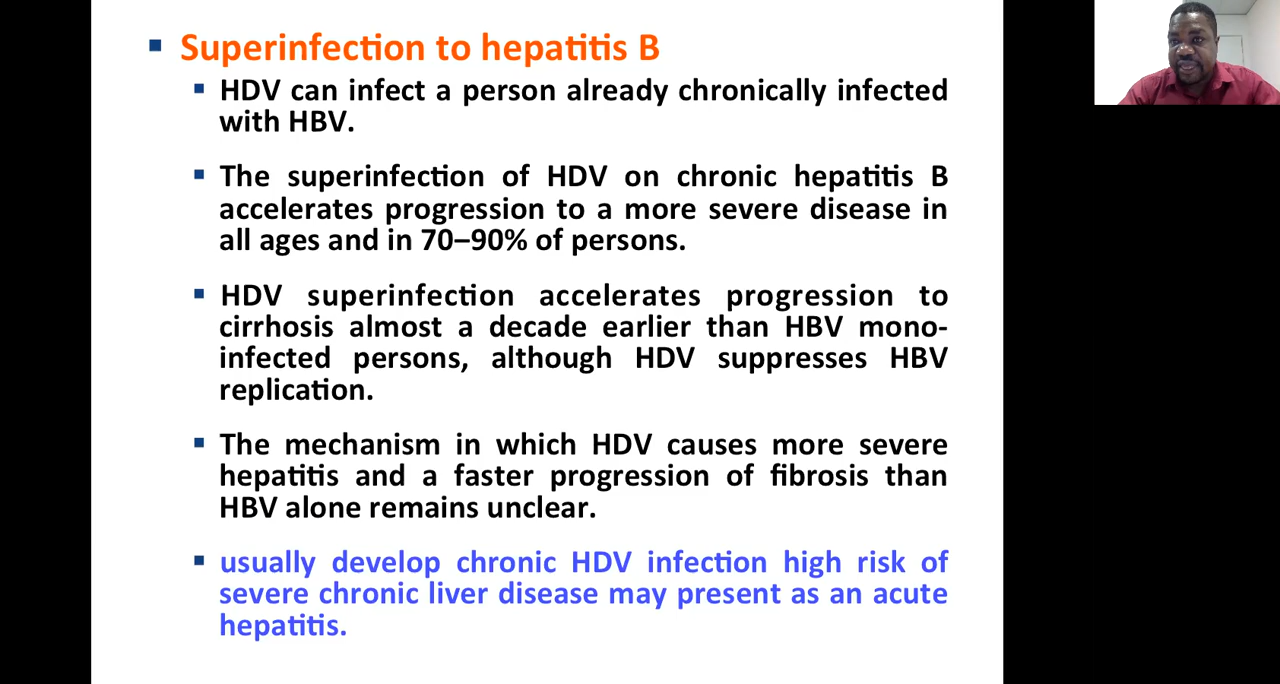 Superinfection to hepatitis B
HDV can infect a person already chronically infected
with HBV.
The superinfection of HDV on chronic hepatitis B
accelerates progression to a more severe disease in
all ages and in 70–90% of persons.
HDV superinfection accelerates progression to
cirrhosis almost a decade earlier than HBV mono-
infected persons, although HDV suppresses HBV
replication.
The mechanism in which HDV causes more severe
hepatitis and a faster progression of fibrosis than
HBV alone remains unclear.
usually develop chronic HDV infection high risk of
severe chronic liver disease may present as an acute
hepatitis.